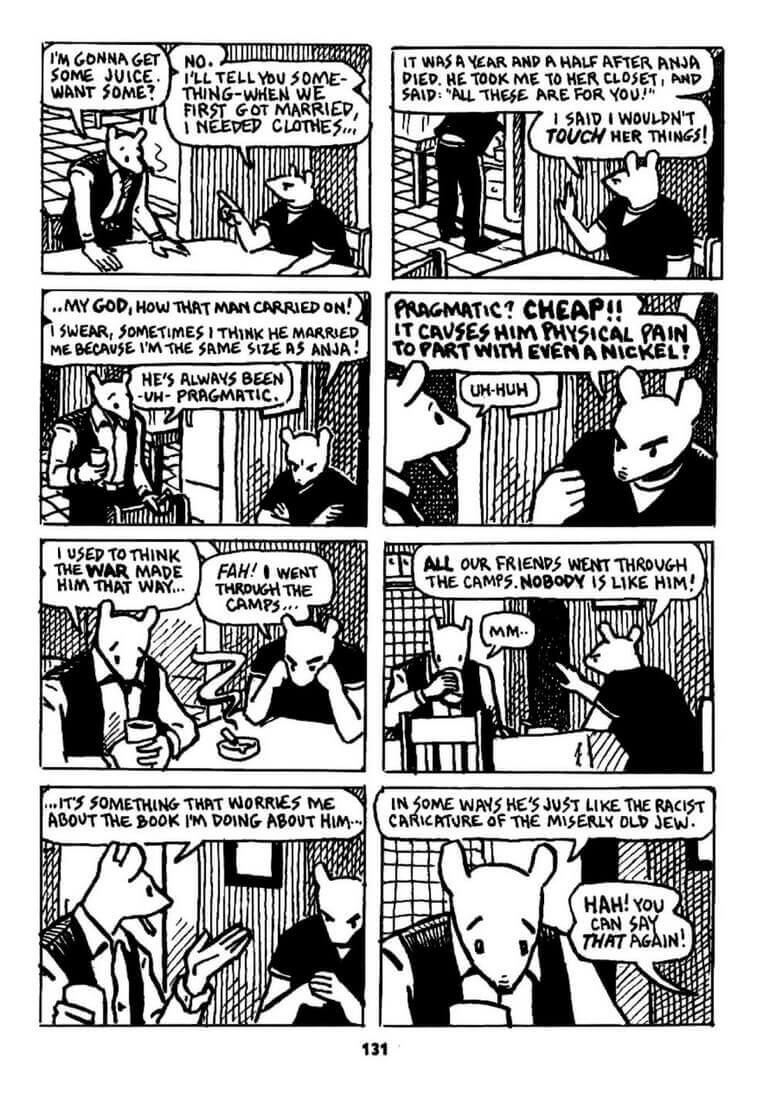 I'M GONNA GET
SOME JUICE.
WANT SOME?
NO.
I'LL TELL YOU SOME-
THING-WHEN WE
FIRST GOT MARRIED,
I NEEDED CLOTHES...
IT WAS A YEAR AND A HALF AFTER ANJA
DIED. HE TOOK ME TO HER CLOSET, AND
SAID: "ALL THESE ARE FOR YOU!"
I SAID I WOULDN'T
TOUCH HER THINGS!
..MY GOD, HOW THAT MAN CARRIED ON!
I SWEAR, SOMETIMES I THINK HE MARRIED
ME BECAUSE I'M THE SAME SIZE AS ANJA!
HE'S ALWAYS BEEN
-UH- PRAGMATIC.
PRAGMATIC? CHEAP!!
IT CAUSES HIM PHYSICAL PAIN
TO PART WITH EVEN A NICKEL!
UH-HUH
I USED TO THINK
THE WAR MADE
HIM THAT WAY...
FAH! I WENT
THROUGH THE
CAMPS...
ALL OUR FRIENDS WENT THROUGH
THE CAMPS. NOBODY IS LIKE HIM!
MM..
...IT'S SOMETHING THAT WORRIES ME
ABOUT THE BOOK I'M DOING ABOUT HIM...
IN SOME WAYS HE'S JUST LIKE THE RACIST
CARICATURE OF THE MISERLY OLD JEW.
HAH! YOU
CAN SAY
THAT AGAIN!
131